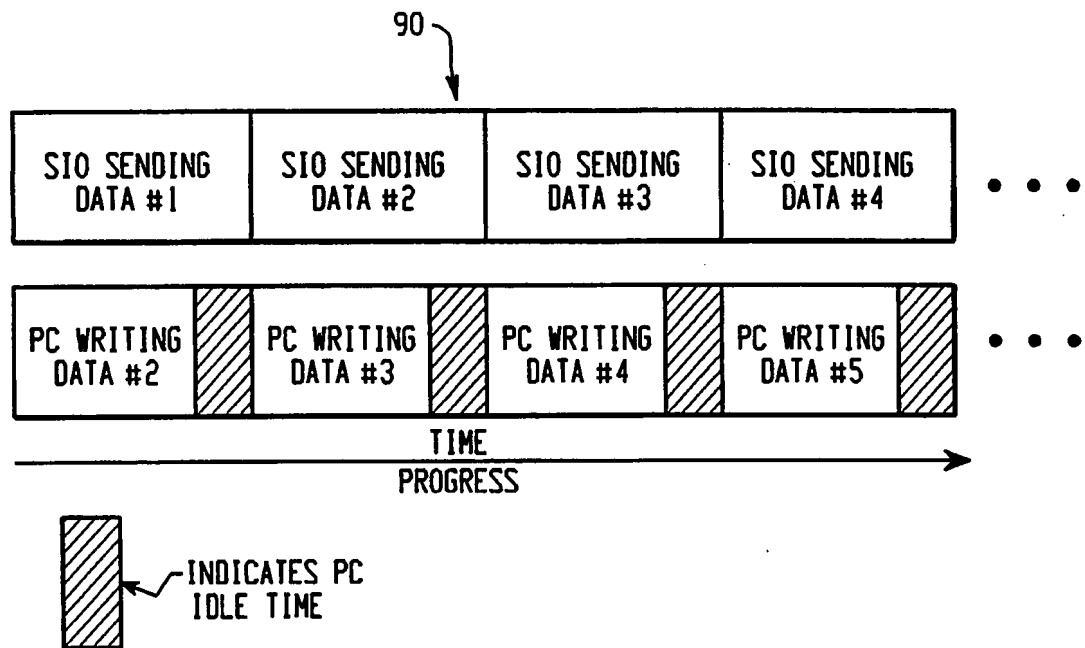 90
SIO SENDING
DATA #1
SIO SENDING
DATA #2
SIO SENDING
DATA #3
SIO SENDING
DATA #4
PC WRITING
DATA #2
PC WRITING
DATA #3
PC WRITING
DATA #4
PC WRITING
DATA #5
TIME
PROGRESS
INDICATES PC
IDLE TIME